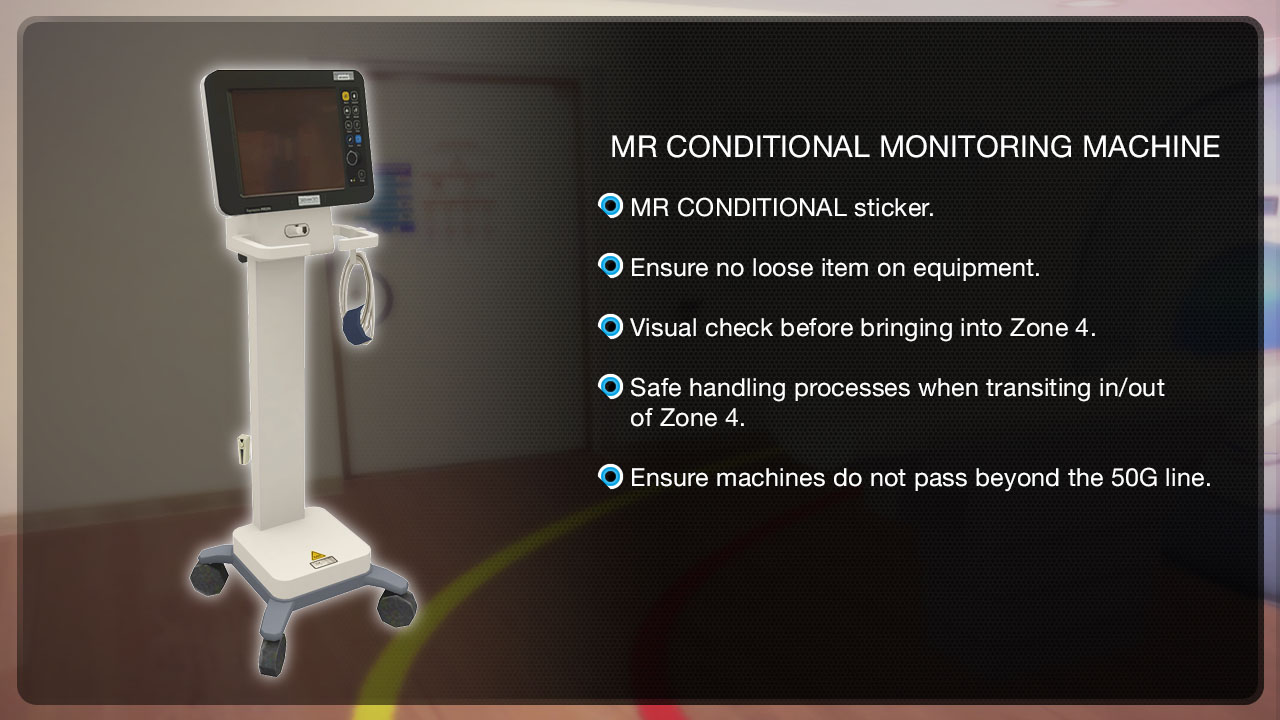 MR CONDITIONAL MONITORING MACHINE
MR CONDITIONAL sticker.
Ensure no loose item on equipment.
Visual check before bringing into Zone 4.
Safe handling processes when transiting in/out
of Zone 4.
Ensure machines do not pass beyond the 50G line.